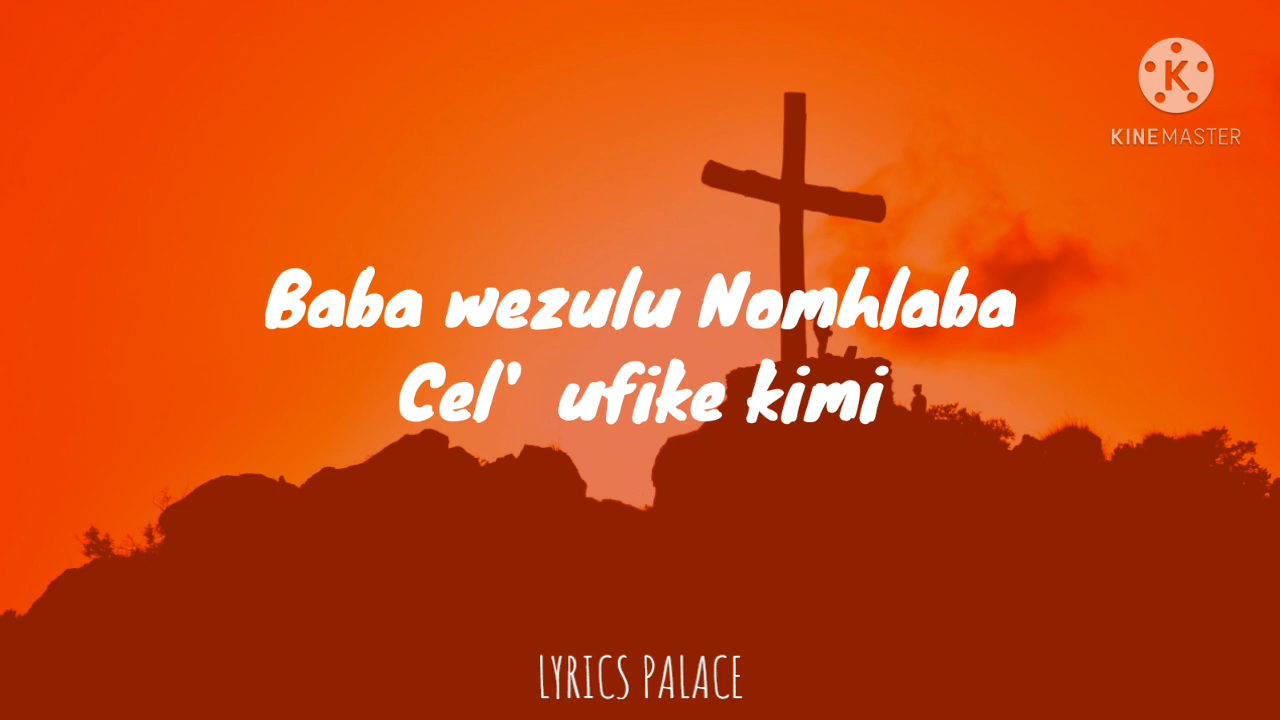 K
KINEMASTER
Baba wezulu Nomhlaba
Cel' ufike kimi
LYRICS PALACE